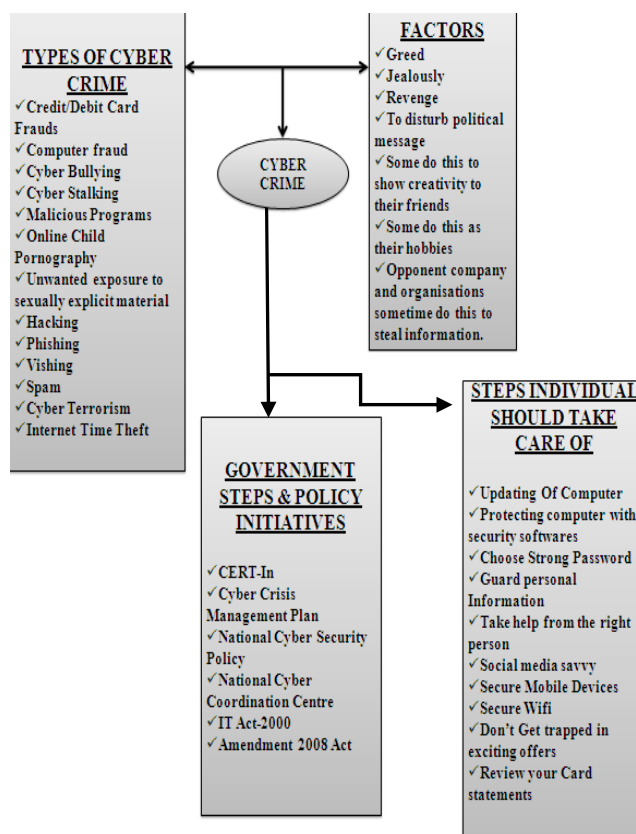 TYPES OF CYBER
CRIME
✓Credit/Debit Card
Frauds
✓Computer fraud
✓Cyber Bullying
✓Cyber Stalking
✓Malicious Programs
✓Online Child
Pornography
✓Unwanted exposure to
sexually explicit material
✓Hacking
✓Phishing
✓Vishing
✓Spam
✓Cyber Terrorism
✓Internet Time Theft
FACTORS
✓Greed
✓Jealously
✓Revenge
✓To disturb political
message
✓Some do this to
show creativity to
their friends
✓Some do this as
their hobbies
✓Opponent company
and organisations
sometime do this to
steal information.
CYBER
CRIME
GOVERNMENT
STEPS & POLICY
INITIATIVES
✓CERT-In
✓Cyber Crisis
Management Plan
✓National Cyber Security
Policy
✓National Cyber
Coordination Centre
✓IT Act-2000
✓Amendment 2008 Act
STEPS INDIVIDUAL
SHOULD TAKE
CARE OF
✓Updating Of Computer
✓Protecting computer with
security softwares
✓Choose Strong Password
✓Guard personal
Information
✓Take help from the right
person
✓Social media savvy
✓Secure Mobile Devices
✓Secure Wifi
✓Don't Get trapped in
exciting offers
✓Review your Card
statements